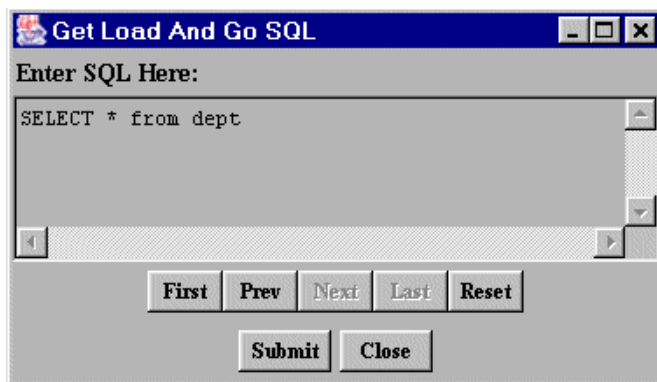 Get Load And Go SQL
Enter SQL Here:
SELECT * from dept
First Prev Next Last Reset
Submit Close